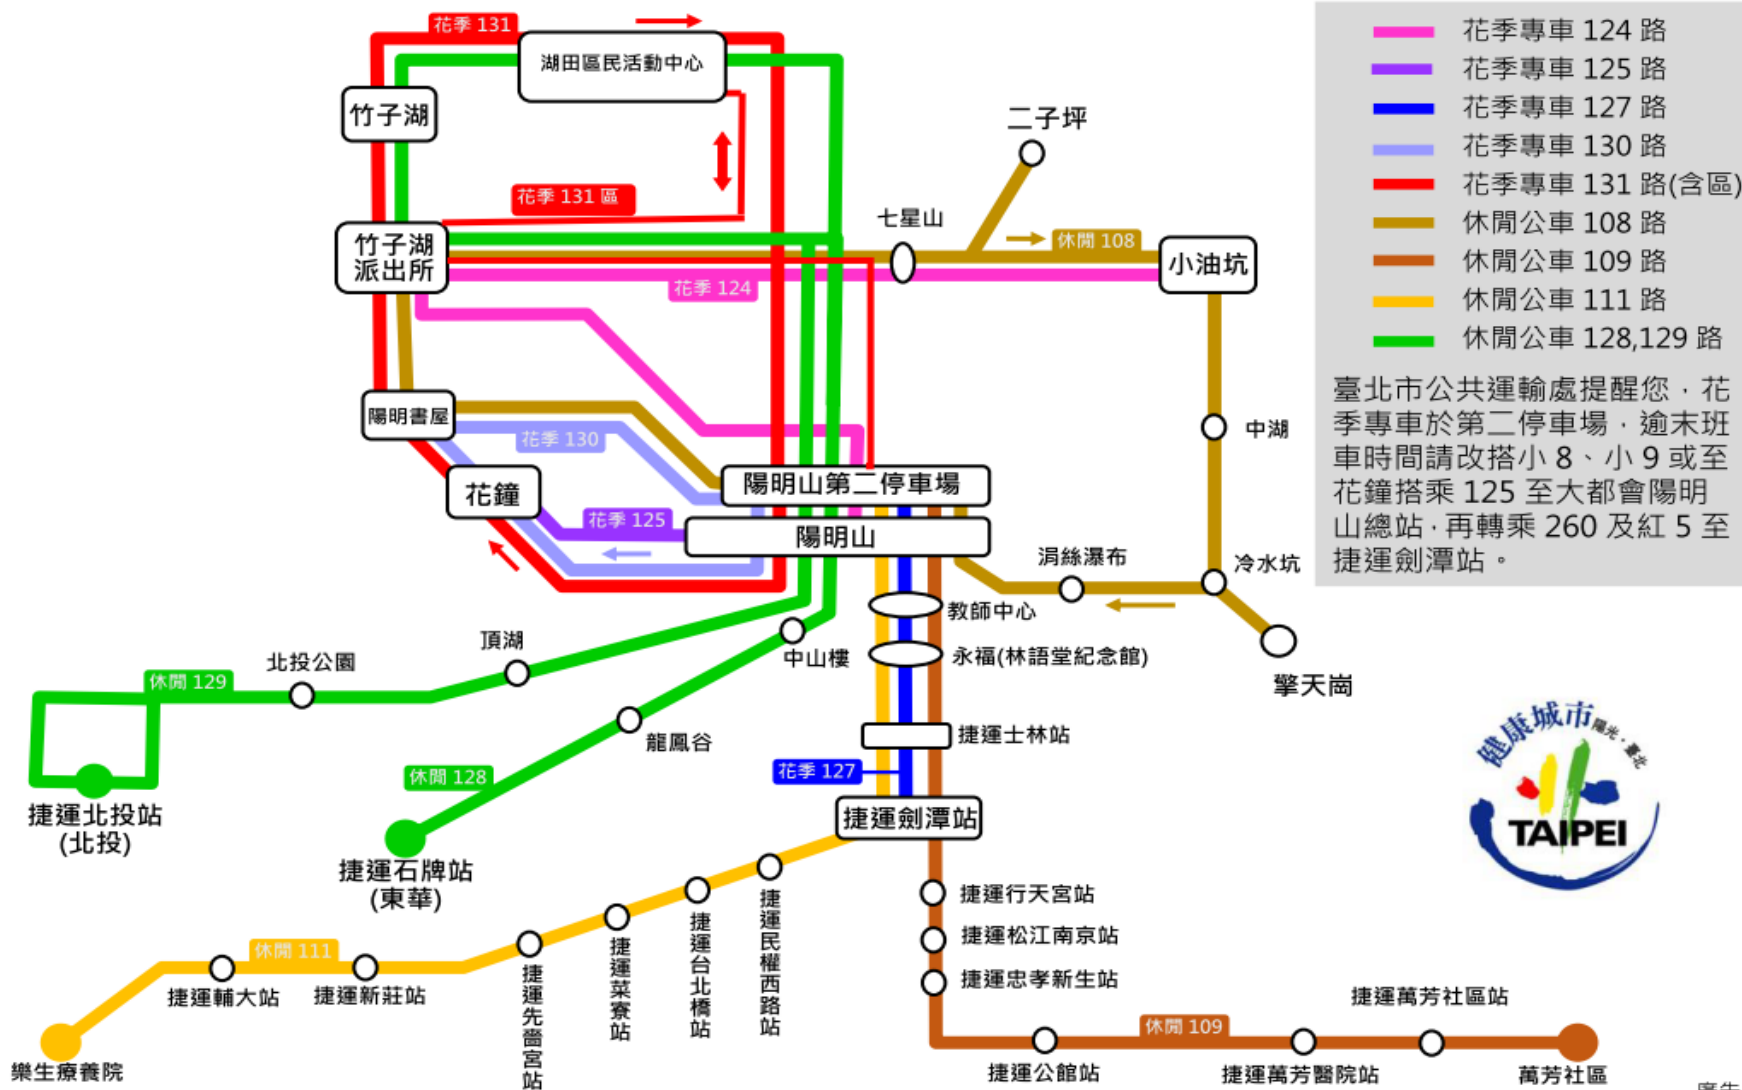 花季 131
湖田區民活動中心
竹子湖
花季 131 區
竹子湖
派出所
二子坪
七星山
休閒 108
小油坑
花季 124
陽明書屋
花季 130
花鐘
花季 125
陽明山第二停車場
陽明山
中湖
冷水坑
涓絲瀑布
擎天崗
教師中心
永福(林語堂紀念館)
中山樓
頂湖
北投公園
休閒 129
捷運北投站
(北投)
龍鳳谷
休閒 128
捷運石牌站
(東華)
捷運士林站
花季 127
捷運劍潭站
捷運民權西路站
捷運台北橋站
捷運菜寮站
捷運先嗇宮站
休閒 111
捷運新莊站
捷運輔大站
樂生療養院
捷運行天宮站
捷運松江南京站
捷運忠孝新生站
捷運公館站
休閒 109
捷運萬芳醫院站
捷運萬芳社區站
萬芳社區
花季專車 124 路
花季專車 125 路
花季專車 127 路
花季專車 130 路
花季專車 131 路(含區)
休閒公車 108 路
休閒公車 109 路
休閒公車 111 路
休閒公車 128,129 路
臺北市公共運輸處提醒您，花
季專車於第二停車場，逾末班
車時間請改搭小 8、小 9 或至
花鐘搭乘 125 至大都會陽明
山總站，再轉乘 260 及紅 5 至
捷運劍潭站。
健康城市
陽光・臺北
TAIPEI